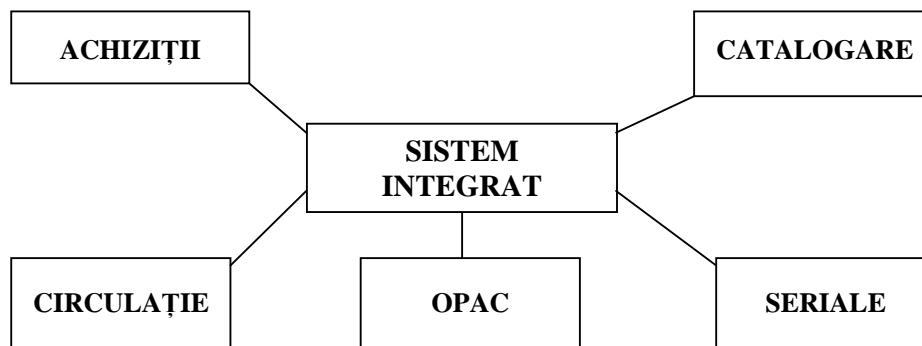 ACHIZIȚII
CATALOGARE
SISTEM
INTEGRAT
CIRCULAȚIE
OPAC
SERIALE